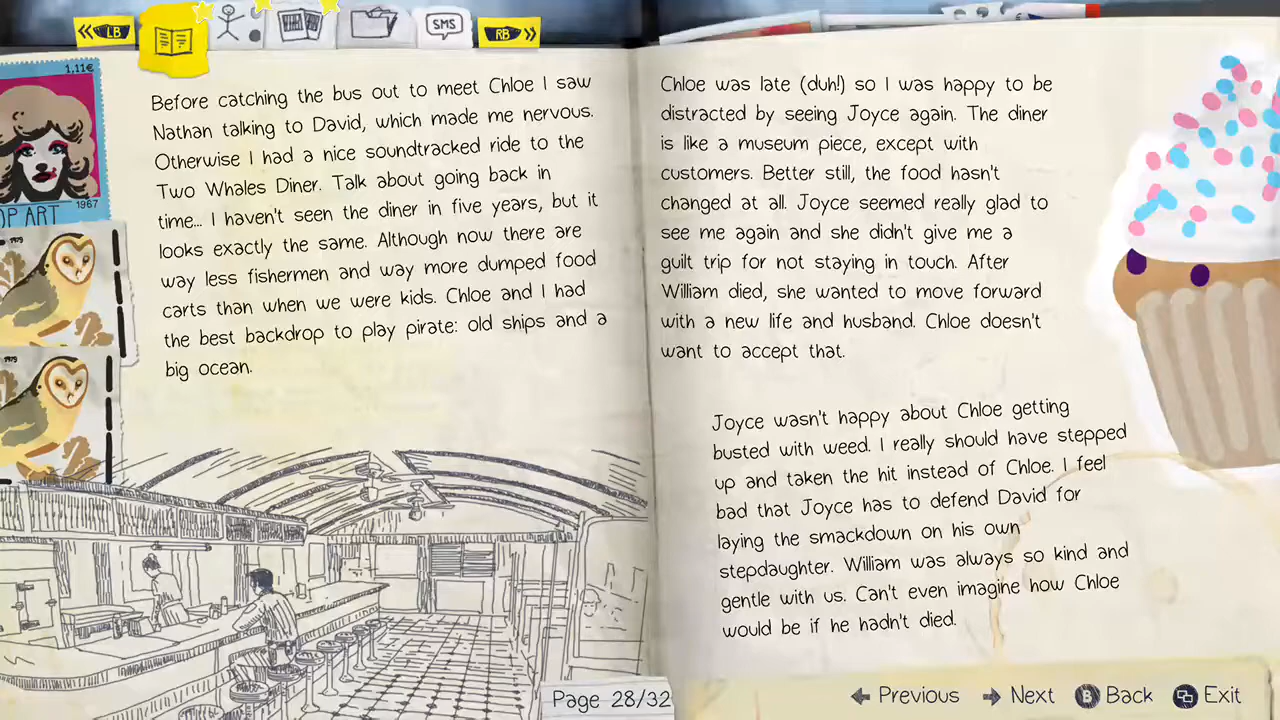 LB
SMS
RB
1,11€
OP ART
1967
1979
1979
Before catching the bus out to meet Chloe I saw
Nathan talking to David, which made me nervous.
Otherwise I had a nice soundtracked ride to the
Two Whales Diner. Talk about going back in
time... I haven't seen the diner in five years, but it
looks exactly the same. Although now there are
way less fishermen and way more dumped food
carts than when we were kids. Chloe and I had
the best backdrop to play pirate: old ships and a
big ocean.
Chloe was late (duh!) so I was happy to be
distracted by seeing Joyce again. The diner
is like a museum piece, except with
customers. Better still, the food hasn't
changed at all. Joyce seemed really glad to
see me again and she didn't give me a
guilt trip for not staying in touch. After
William died, she wanted to move forward
with a new life and husband. Chloe doesn't
want to accept that.
Joyce wasn't happy about Chloe getting
busted with weed. I really should have stepped
up and taken the hit instead of Chloe. I feel
bad that Joyce has to defend David for
laying the smackdown on his own
stepdaughter. William was always so kind and
gentle with us. Can't even imagine how Chloe
would be if he hadn't died.
Page 28/32
Previous
Next
B Back
Exit